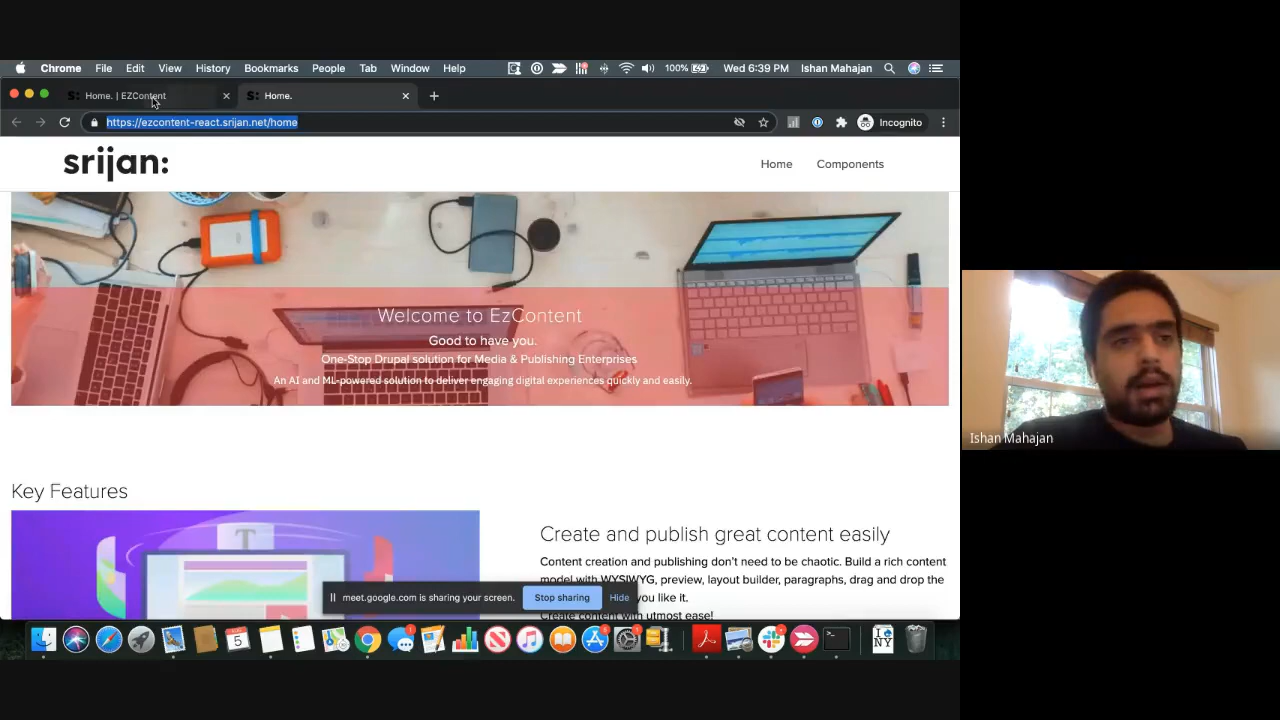 Chrome File Edit View History Bookmarks People Tab Window Help 100% Wed 6:39 PM Ishan Mahajan
Home. | EZContent Home.
https://ezcontent-react.srijan.net/home Incognito
srijan: Home Components
Welcome to EzContent
Good to have you.
One-Stop Drupal solution for Media & Publishing Enterprises
An AI and ML-powered solution to deliver engaging digital experiences quickly and easily.
Ishan Mahajan
Key Features
Create and publish great content easily
Content creation and publishing don't need to be chaotic. Build a rich content
model with WYSIWYG, preview, layout builder, paragraphs, drag and drop the
you like it.
Create content with utmost ease!
T
meet.google.com is sharing your screen. Stop sharing Hide